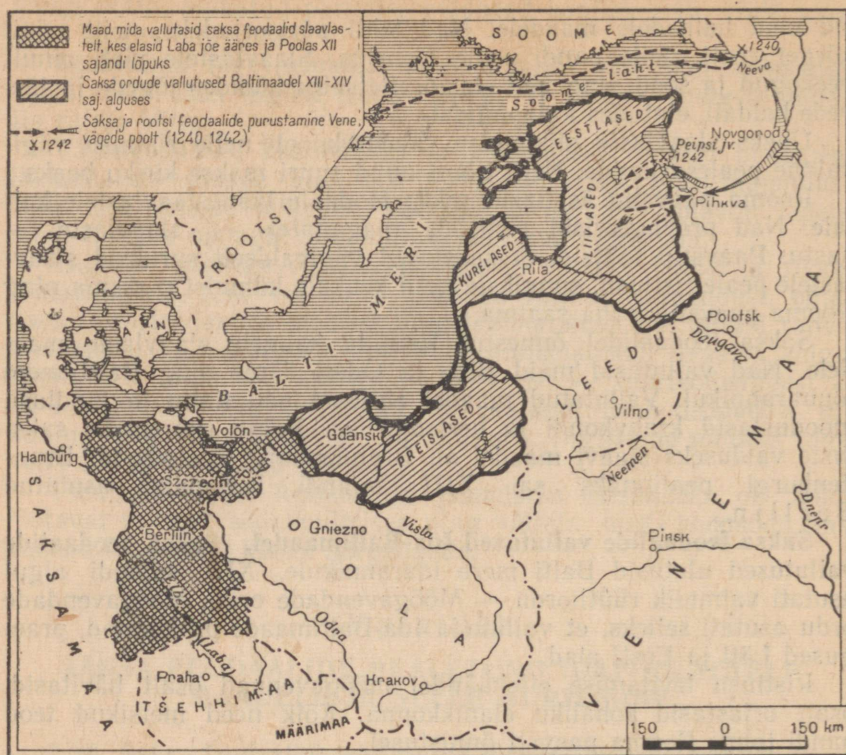 Maad, mida vallutasid saksa feodaalid slaavlas-
telt, kes elasid Laba jõe ääres ja Poolas XII
sajandi lõpuks
Saksa ordude vallutused Baltimaadel XIII-XIV
saj. alguses
Saksa ja rootsi feodaalide purustamine Vene
vägede poolt (1240, 1242)
X 1242
SOOME
X 1240
Neeva
Soome laht
EESTLASED
Novgorod
Peipsi jv.
X 1242
Pihkva
ROOTSI
LIIVLASED
BALTI MERI
KURELASED
Riia
TAANI
Polotsk
Daugava
LEEDU
Vilno
Neemen
Volõn
Gdansk
PREISLASED
Hamburg
Szczecin
SAKSAMAA
Berliin
Gniezno
Visla
Pinsk
Dnepr
VENEMAA
(Laba)
Odra
POOLA
Praha
Krakov
TŠEHHIMAA
MÄÄRIMAA
150 0 150 km